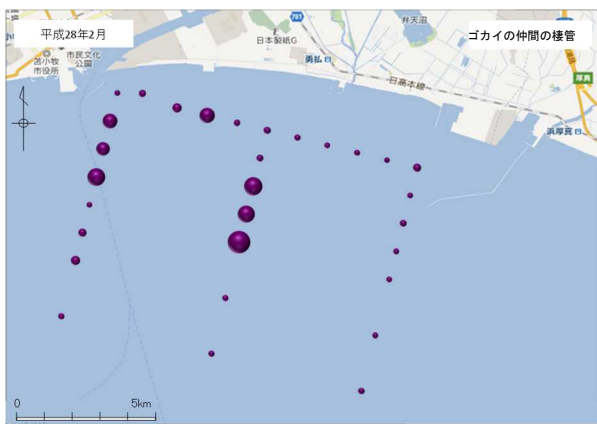 平成28年2月
ゴカイの仲間の棲管
781
弁天沼
日本製紙G
勇払
苫小牧
市役所
市民文化
公園
日高本線
厚真
浜厚真
0 5km